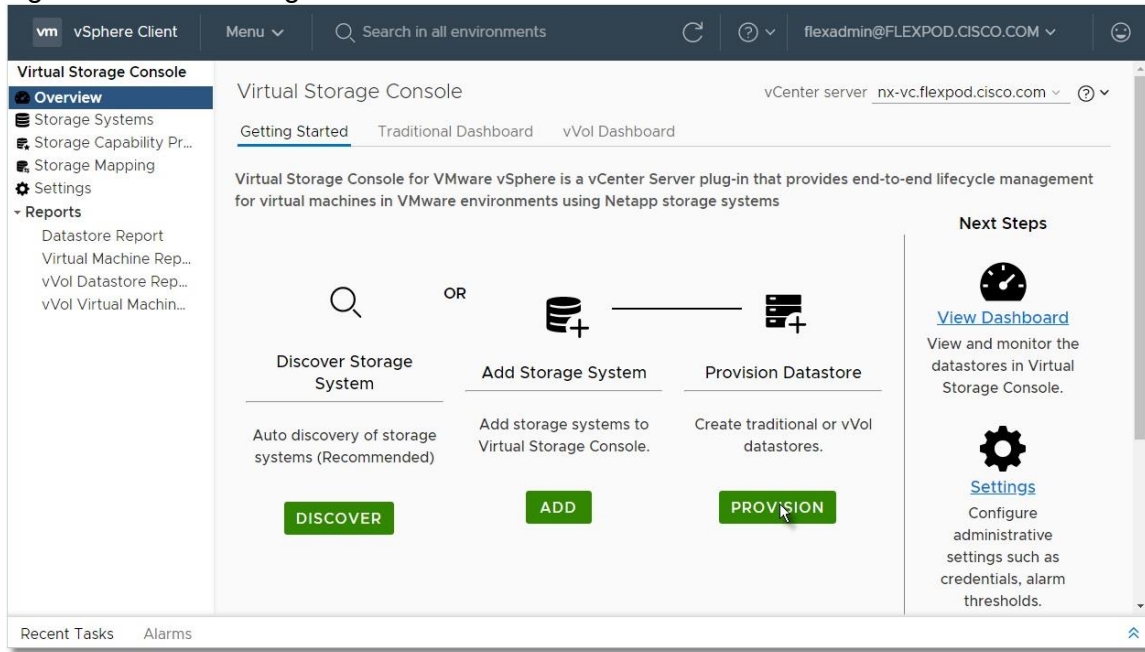 vm vSphere Client Menu Search in all environments flexadmin@FLEXPOD.CISCO.COM
Virtual Storage Console
Overview
Storage Systems
Storage Capability Pr...
Storage Mapping
Settings
Reports
Datastore Report
Virtual Machine Rep...
vVol Datastore Rep...
vVol Virtual Machin...
Virtual Storage Console
vCenter server nx-vc.flexpod.cisco.com
Getting Started Traditional Dashboard vVol Dashboard
Virtual Storage Console for VMware vSphere is a vCenter Server plug-in that provides end-to-end lifecycle management
for virtual machines in VMware environments using Netapp storage systems
OR
Discover Storage
System
Auto discovery of storage
systems (Recommended)
DISCOVER
Add Storage System
Add storage systems to
Virtual Storage Console.
ADD
Provision Datastore
Create traditional or vVol
datastores.
PROVISION
Next Steps
View Dashboard
View and monitor the
datastores in Virtual
Storage Console.
Settings
Configure
administrative
settings such as
credentials, alarm
thresholds.
Recent Tasks Alarms